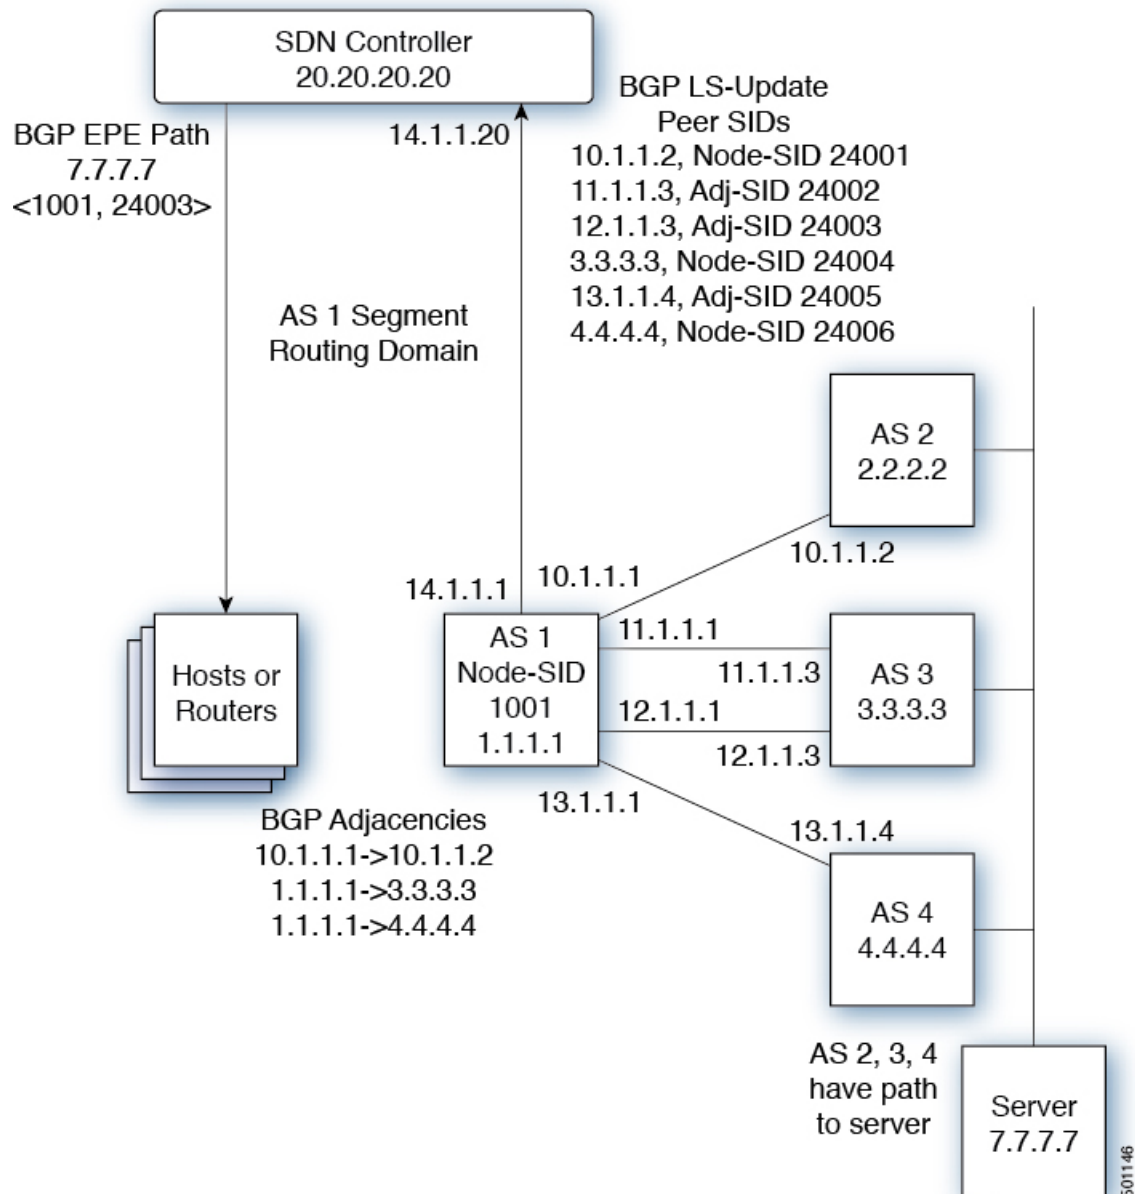 SDN Controller
20.20.20.20
BGP LS-Update
Peer SIDs
10.1.1.2, Node-SID 24001
11.1.1.3, Adj-SID 24002
12.1.1.3, Adj-SID 24003
3.3.3.3, Node-SID 24004
13.1.1.4, Adj-SID 24005
4.4.4.4, Node-SID 24006
BGP EPE Path
7.7.7.7
<1001, 24003>
14.1.1.20
AS 1 Segment
Routing Domain
AS 2
2.2.2.2
10.1.1.2
10.1.1.1
14.1.1.1
Hosts or
Routers
AS 1
Node-SID
1001
1.1.1.1
11.1.1.1
11.1.1.3
12.1.1.1
12.1.1.3
AS 3
3.3.3.3
13.1.1.1
13.1.1.4
BGP Adjacencies
10.1.1.1->10.1.1.2
1.1.1.1->3.3.3.3
1.1.1.1->4.4.4.4
AS 4
4.4.4.4
AS 2, 3, 4
have path
to server
Server
7.7.7.7
501146